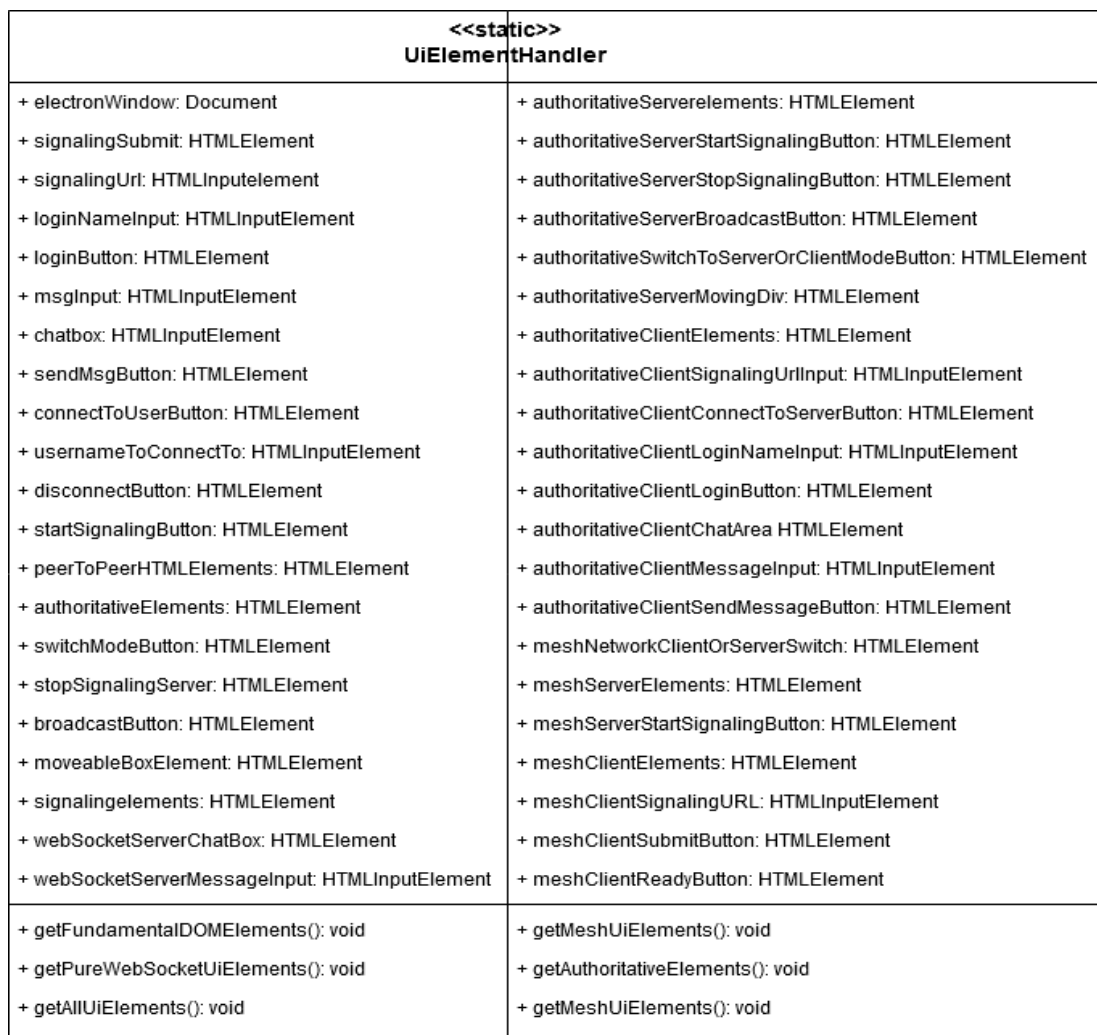 <<static>>
UiElementHandler
+ electronWindow: Document
+ signalingSubmit: HTMLElement
+ signalingUrl: HTMLInputelement
+ loginNameInput: HTMLInputElement
+ loginButton: HTMLElement
+ msgInput: HTMLInputElement
+ chatbox: HTMLInputElement
+ sendMsgButton: HTMLElement
+ connectToUserButton: HTMLElement
+ usernameToConnectTo: HTMLInputElement
+ disconnectButton: HTMLElement
+ startSignalingButton: HTMLElement
+ peerToPeerHTMLElements: HTMLElement
+ authoritativeElements: HTMLElement
+ switchModeButton: HTMLElement
+ stopSignalingServer: HTMLElement
+ broadcastButton: HTMLElement
+ moveableBoxElement: HTMLElement
+ signalingelements: HTMLElement
+ webSocketServerChatBox: HTMLElement
+ webSocketServerMessageInput: HTMLInputElement
+ authoritativeServerelements: HTMLElement
+ authoritativeServerStartSignalingButton: HTMLElement
+ authoritativeServerStopSignalingButton: HTMLElement
+ authoritativeServerBroadcastButton: HTMLElement
+ authoritativeSwitchToServerOrClientModeButton: HTMLElement
+ authoritativeServerMovingDiv: HTMLElement
+ authoritativeClientElements: HTMLElement
+ authoritativeClientSignalingUrlInput: HTMLInputElement
+ authoritativeClientConnectToServerButton: HTMLElement
+ authoritativeClientLoginNameInput: HTMLInputElement
+ authoritativeClientLoginButton: HTMLElement
+ authoritativeClientChatArea HTMLElement
+ authoritativeClientMessageInput: HTMLInputElement
+ authoritativeClientSendMessageButton: HTMLElement
+ meshNetworkClientOrServerSwitch: HTMLElement
+ meshServerElements: HTMLElement
+ meshServerStartSignalingButton: HTMLElement
+ meshClientElements: HTMLElement
+ meshClientSignalingURL: HTMLInputElement
+ meshClientSubmitButton: HTMLElement
+ meshClientReadyButton: HTMLElement
+ getFundamentalDOMElements(): void
+ getPureWebSocketUiElements(): void
+ getAllUiElements(): void
+ getMeshUiElements(): void
+ getAuthoritativeElements(): void
+ getMeshUiElements(): void